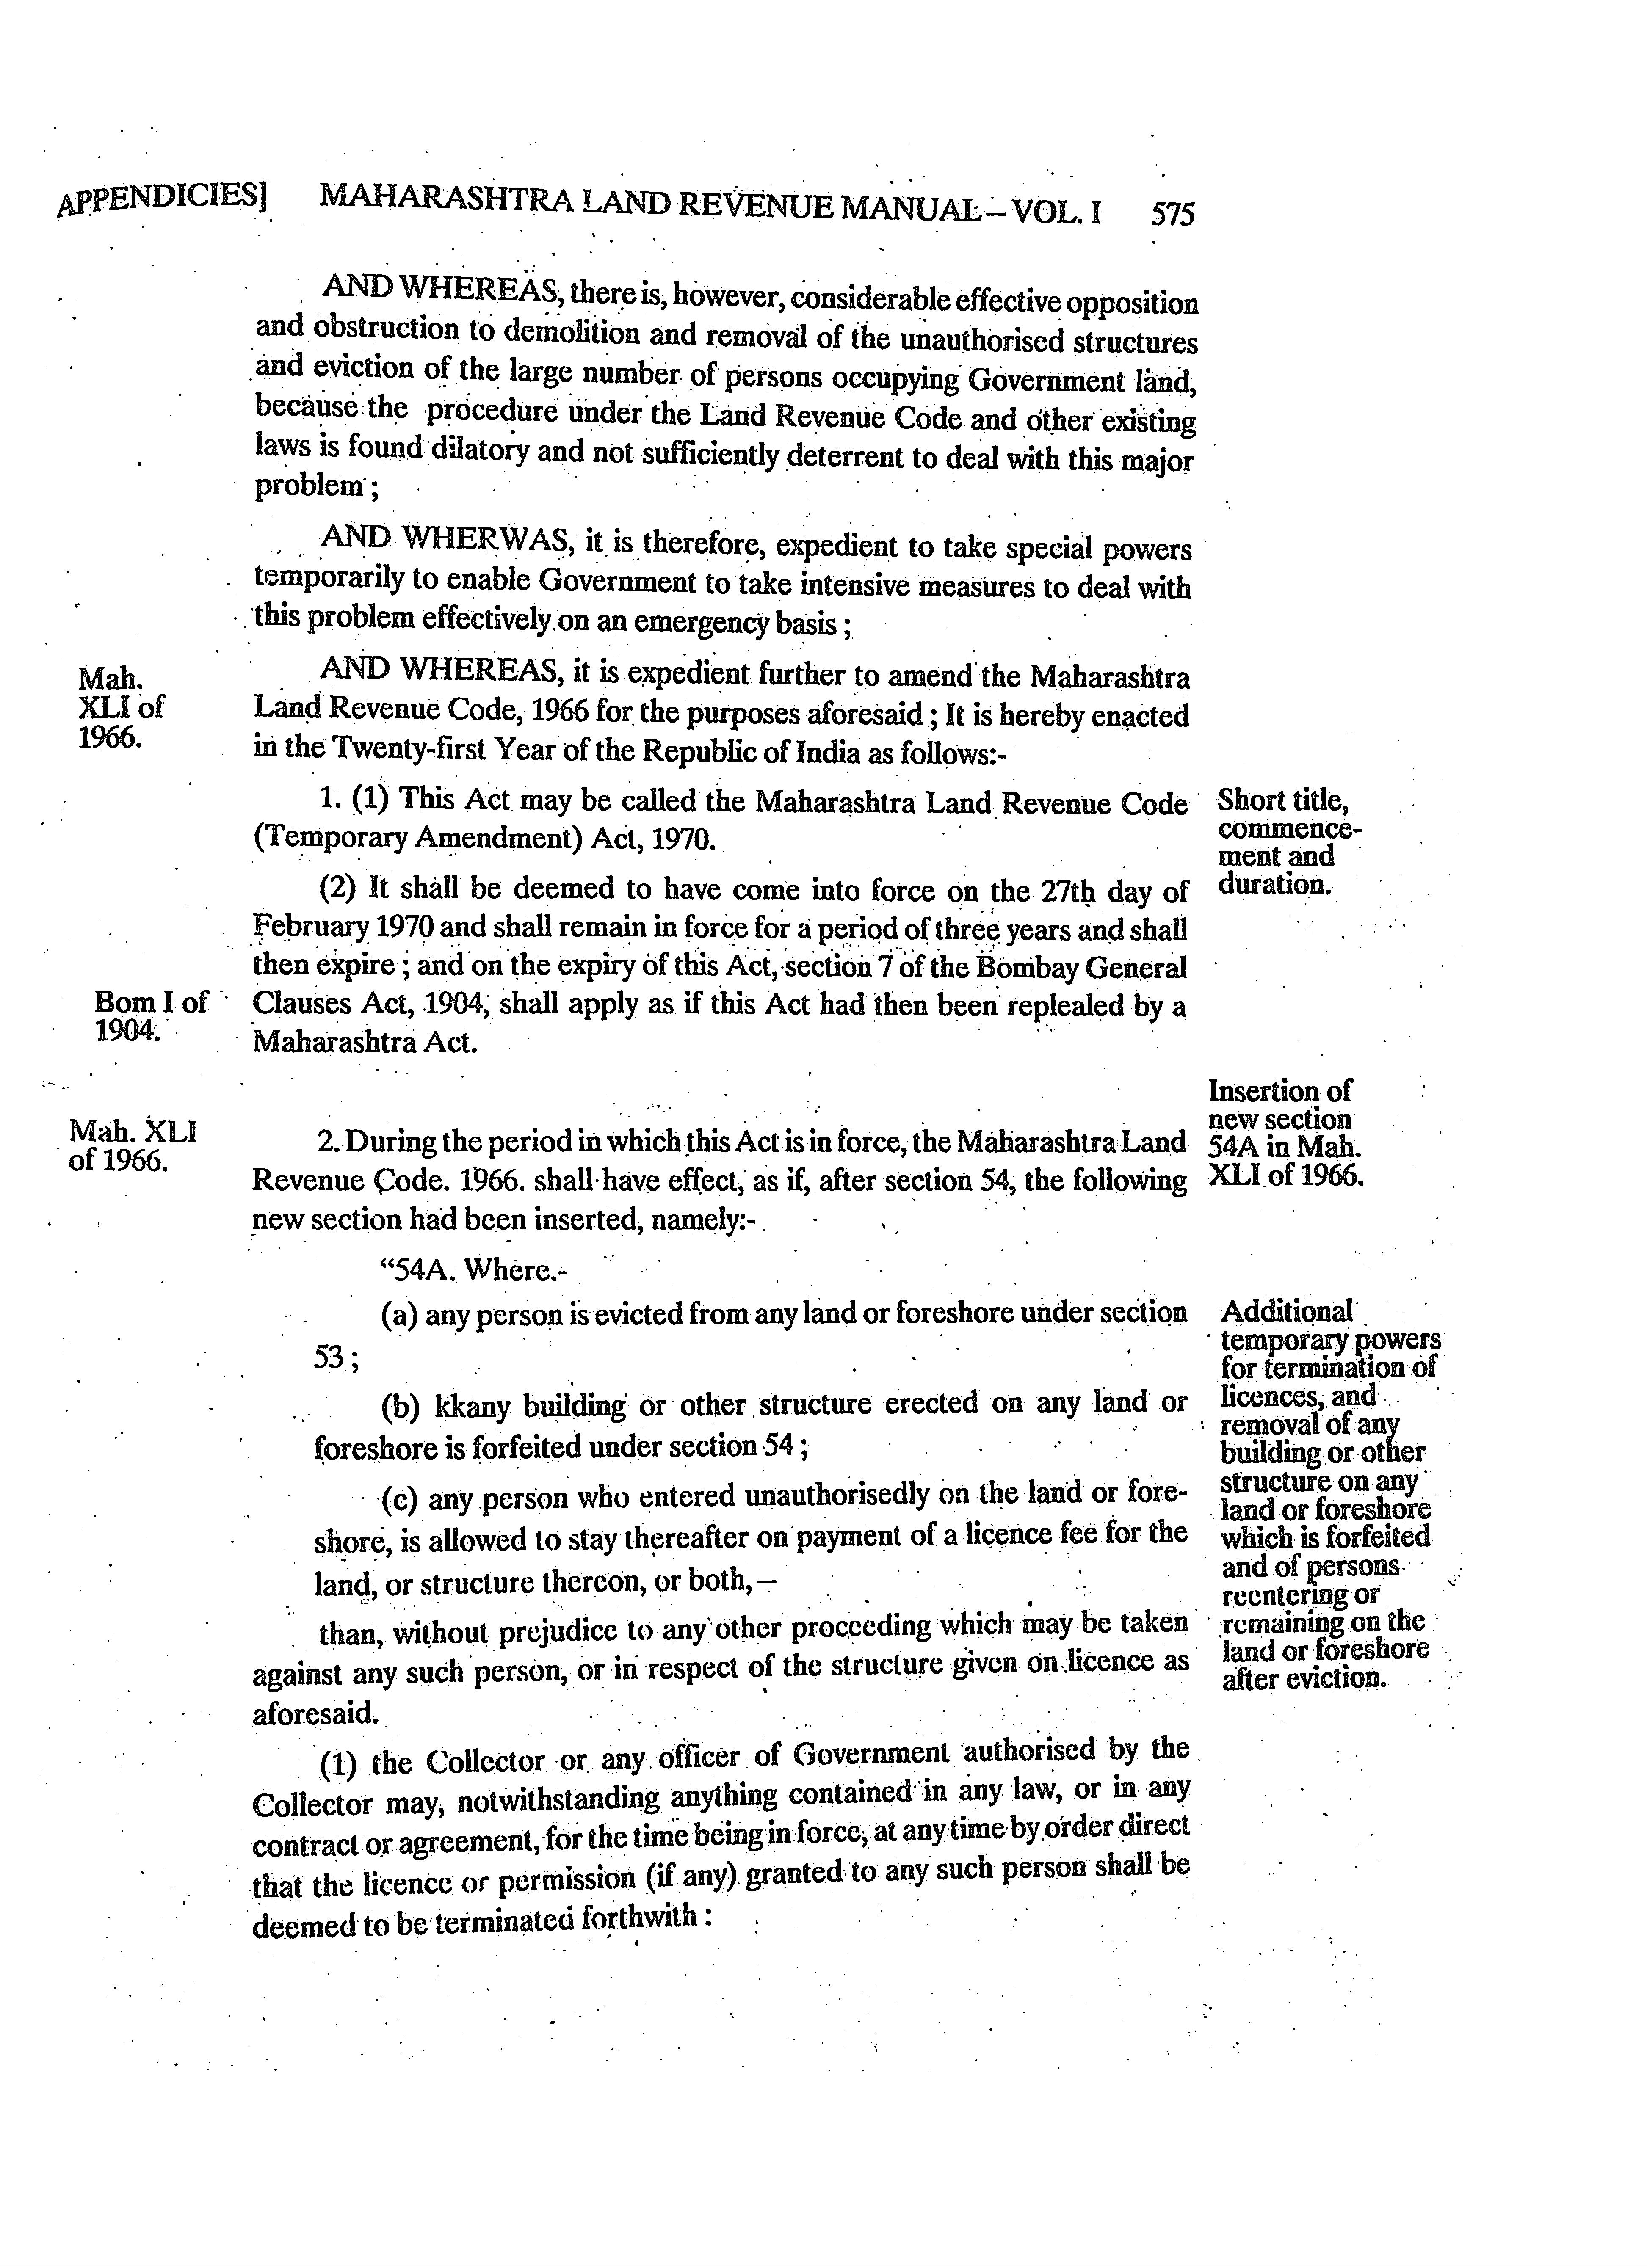 APPENDICIES] MAHARASHTRA LAND REVENUE MANUAL – VOL. I 575
AND WHEREAS, there is, however, considerable effective opposition
and obstruction to demolition and removal of the unauthorised structures
and eviction of the large number of persons occupying Government land,
because the procedure under the Land Revenue Code and other existing
laws is found dilatory and not sufficiently deterrent to deal with this major
problem ;
AND WHERWAS, it is therefore, expedient to take special powers
temporarily to enable Government to take intensive measures to deal with
this problem effectively on an emergency basis ;
Mah.
XLI of
1966.
AND WHEREAS, it is expedient further to amend the Maharashtra
Land Revenue Code, 1966 for the purposes aforesaid ; It is hereby enacted
in the Twenty-first Year of the Republic of India as follows:-
1. (1) This Act may be called the Maharashtra Land Revenue Code
(Temporary Amendment) Act, 1970.
Short title,
commence-
ment and
duration.
(2) It shall be deemed to have come into force on the 27th day of
February 1970 and shall remain in force for a period of three years and shall
then expire ; and on the expiry of this Act, section 7 of the Bombay General
Clauses Act, 1904, shall apply as if this Act had then been replealed by a
Maharashtra Act.
Bom I of
1904.
Mah. XLI
of 1966.
2. During the period in which this Act is in force, the Maharashtra Land
Revenue Code. 1966. shall have effect, as if, after section 54, the following
new section had been inserted, namely:-
Insertion of
new section
54A in Mah.
XLI of 1966.
“54A. Where.-
(a) any person is evicted from any land or foreshore under section
53 ;
(b) kkany building or other structure erected on any land or
foreshore is forfeited under section 54 ;
(c) any person who entered unauthorisedly on the land or fore-
shore, is allowed to stay thereafter on payment of a licence fee for the
land, or structure thereon, or both, —
Additional
temporary powers
for termination of
licences, and
removal of any
building or other
structure on any
land or foreshore
which is forfeited
and of persons
reentering or
remaining on the
land or foreshore
after eviction.
than, without prejudice to any other proceeding which may be taken
against any such person, or in respect of the structure given on licence as
aforesaid.
(1) the Collector or any officer of Government authorised by the
Collector may, notwithstanding anything contained in any law, or in any
contract or agreement, for the time being in force, at any time by order direct
that the licence or permission (if any) granted to any such person shall be
deemed to be terminated forthwith :